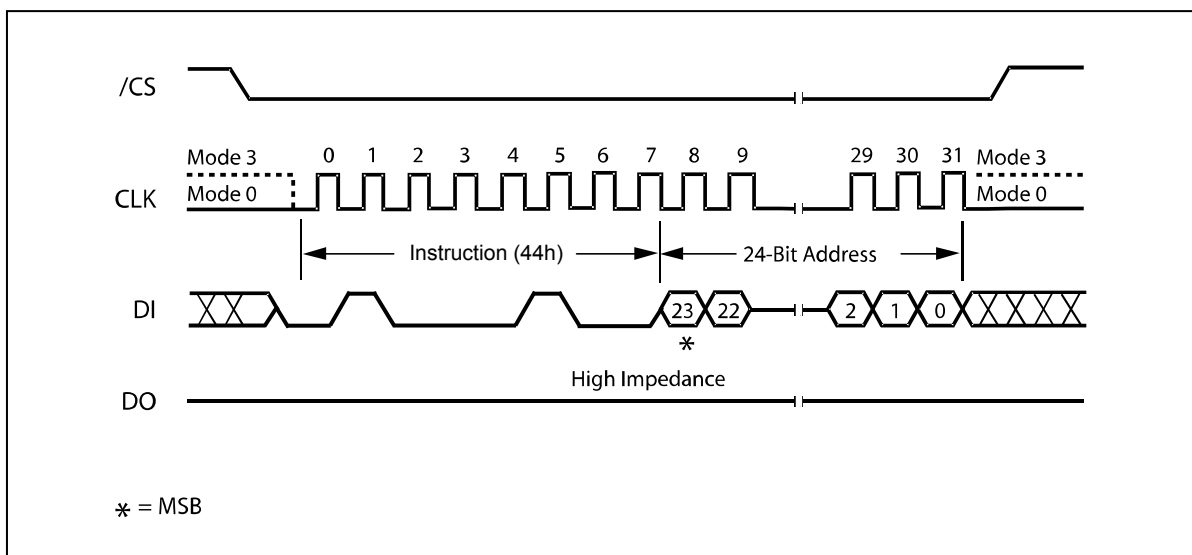 /CS
Mode 3 0 1 2 3 4 5 6 7 8 9 29 30 31 Mode 3
CLK Mode 0 Mode 0
Instruction (44h) 24-Bit Address
DI 23 22 2 1 0
*
High Impedance
DO
* = MSB